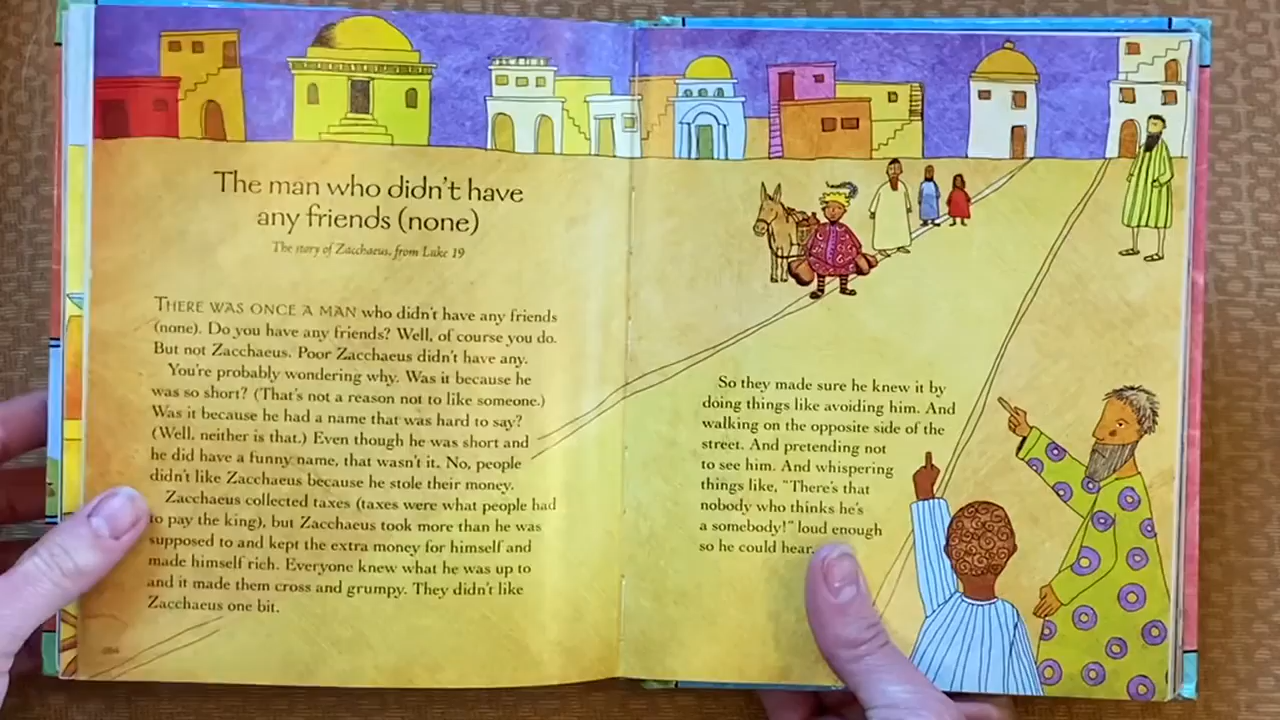 The man who didn't have
any friends (none)
The story of Zacchaeus, from Luke 19
THERE WAS ONCE A MAN who didn't have any friends
(none). Do you have any friends? Well, of course you do.
But not Zacchaeus. Poor Zacchaeus didn't have any.
You're probably wondering why. Was it because he
was so short? (That's not a reason not to like someone.)
Was it because he had a name that was hard to say?
(Well, neither is that.) Even though he was short and
he did have a funny name, that wasn't it. No, people
didn't like Zacchaeus because he stole their money.
Zacchaeus collected taxes (taxes were what people had
to pay the king), but Zacchaeus took more than he was
supposed to and kept the extra money for himself and
made himself rich. Everyone knew what he was up to
and it made them cross and grumpy. They didn't like
Zacchaeus one bit.
So they made sure he knew it by
doing things like avoiding him. And
walking on the opposite side of the
street. And pretending not
to see him. And whispering
things like, "There's that
nobody who thinks he's
a somebody!" loud enough
so he could hear.